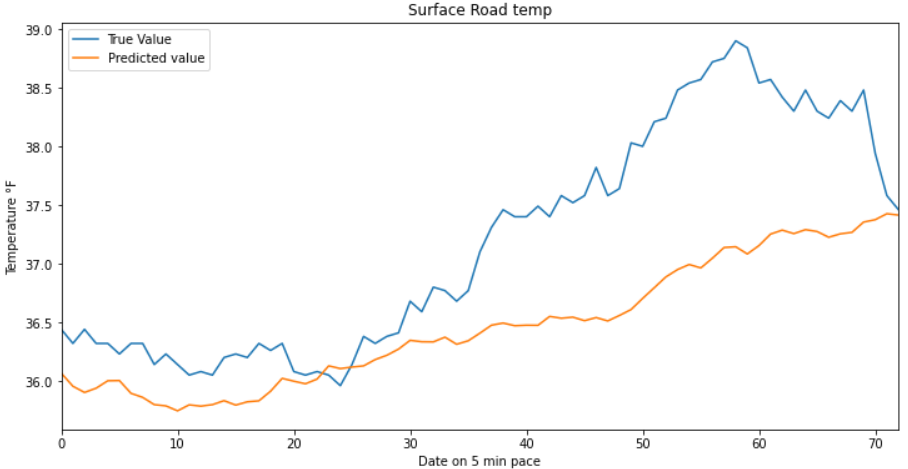 Surface Road temp
True Value
Predicted value
Temperature °F
39.0
38.5
38.0
37.5
37.0
36.5
36.0
0 10 20 30 40 50 60 70
Date on 5 min pace